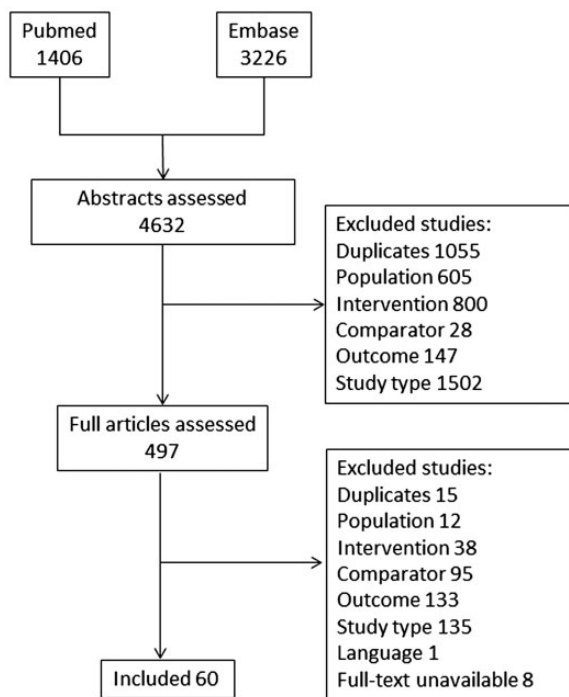 Pubmed
1406
Embase
3226
Abstracts assessed
4632
Excluded studies:
Duplicates 1055
Population 605
Intervention 800
Comparator 28
Outcome 147
Study type 1502
Full articles assessed
497
Excluded studies:
Duplicates 15
Population 12
Intervention 38
Comparator 95
Outcome 133
Study type 135
Language 1
Full-text unavailable 8
Included 60